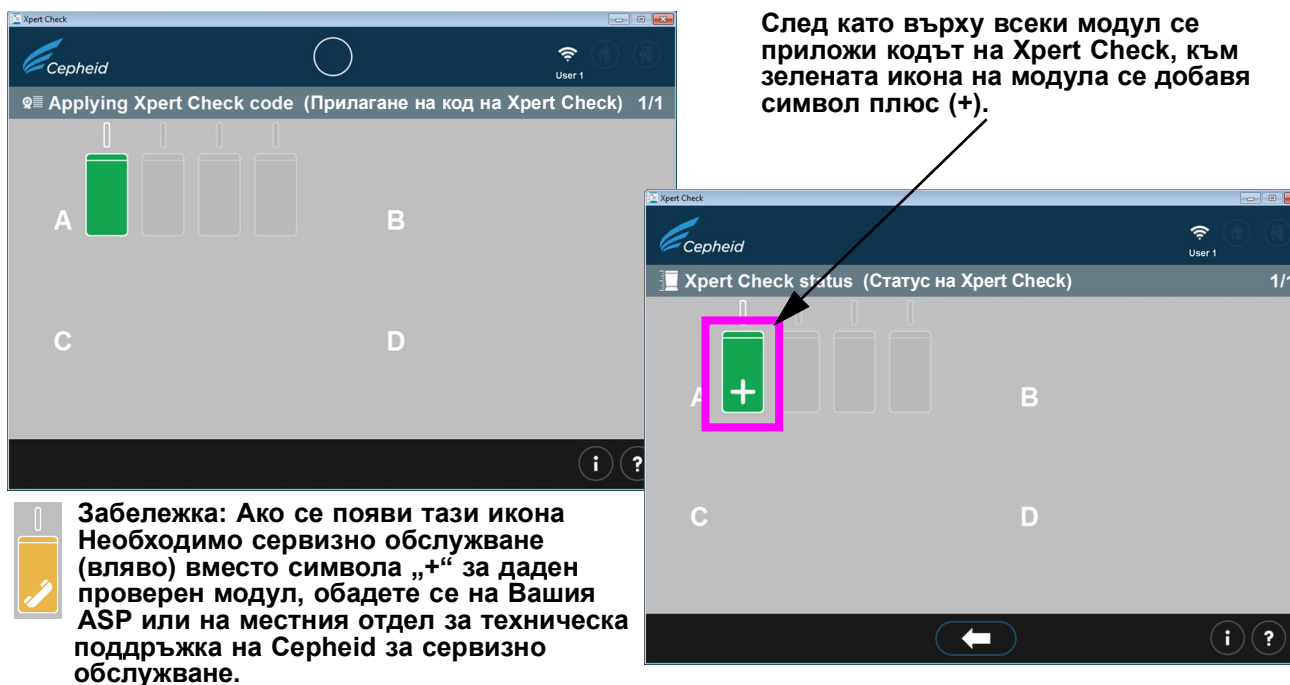 Xpert Check
Cepheid
User 1
Applying Xpert Check code (Прилагане на код на Xpert Check) 1/1
A
B
C
D
i ?
След като върху всеки модул се
приложи кодът на Xpert Check, към
зелената икона на модула се добавя
символ плюс (+).
Xpert Check
Cepheid
User 1
Xpert Check status (Статус на Xpert Check) 1/1
A
+
B
C
D
i ?
Забележка: Ако се появи тази икона
Необходимо сервизно обслужване
(вляво) вместо символа „+“ за даден
проверен модул, обадете се на Вашия
ASP или на местния отдел за техническа
поддръжка на Cepheid за сервизно
обслужване.